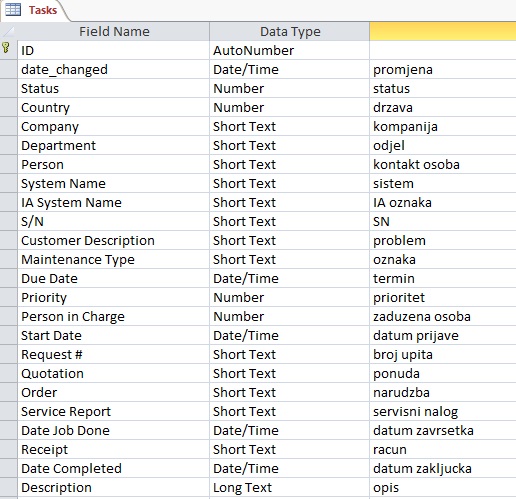 Tasks
Field Name Data Type
ID AutoNumber
date_changed Date/Time promjena
Status Number status
Country Number drzava
Company Short Text kompanija
Department Short Text odjel
Person Short Text kontakt osoba
System Name Short Text sistem
IA System Name Short Text IA oznaka
S/N Short Text SN
Customer Description Short Text problem
Maintenance Type Short Text oznaka
Due Date Date/Time termin
Priority Number prioritet
Person in Charge Number zaduzena osoba
Start Date Date/Time datum prijave
Request # Short Text broj upita
Quotation Short Text ponuda
Order Short Text narudzba
Service Report Short Text servisni nalog
Date Job Done Date/Time datum zavrsetka
Receipt Short Text racun
Date Completed Date/Time datum zakljucka
Description Long Text opis